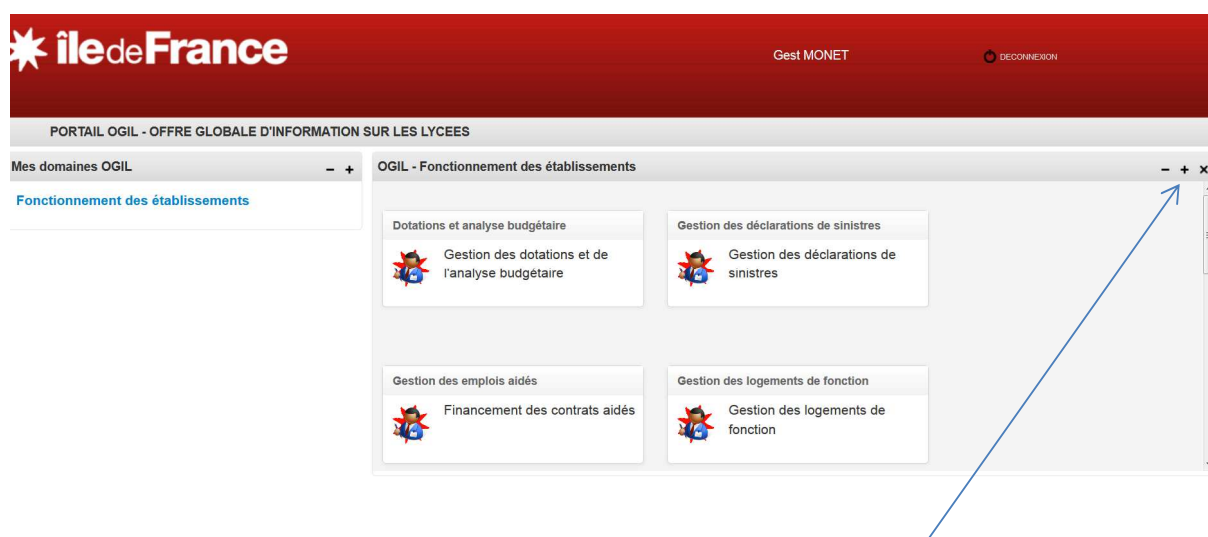 îledeFrance
Gest MONET
DECONNEXION
PORTAIL OGIL - OFFRE GLOBALE D'INFORMATION SUR LES LYCEES
Mes domaines OGIL
- +
Fonctionnement des établissements
OGIL - Fonctionnement des établissements
- + ×
Dotations et analyse budgétaire
Gestion des dotations et de
l'analyse budgétaire
Gestion des déclarations de sinistres
Gestion des déclarations de
sinistres
Gestion des emplois aidés
Financement des contrats aidés
Gestion des logements de fonction
Gestion des logements de
fonction